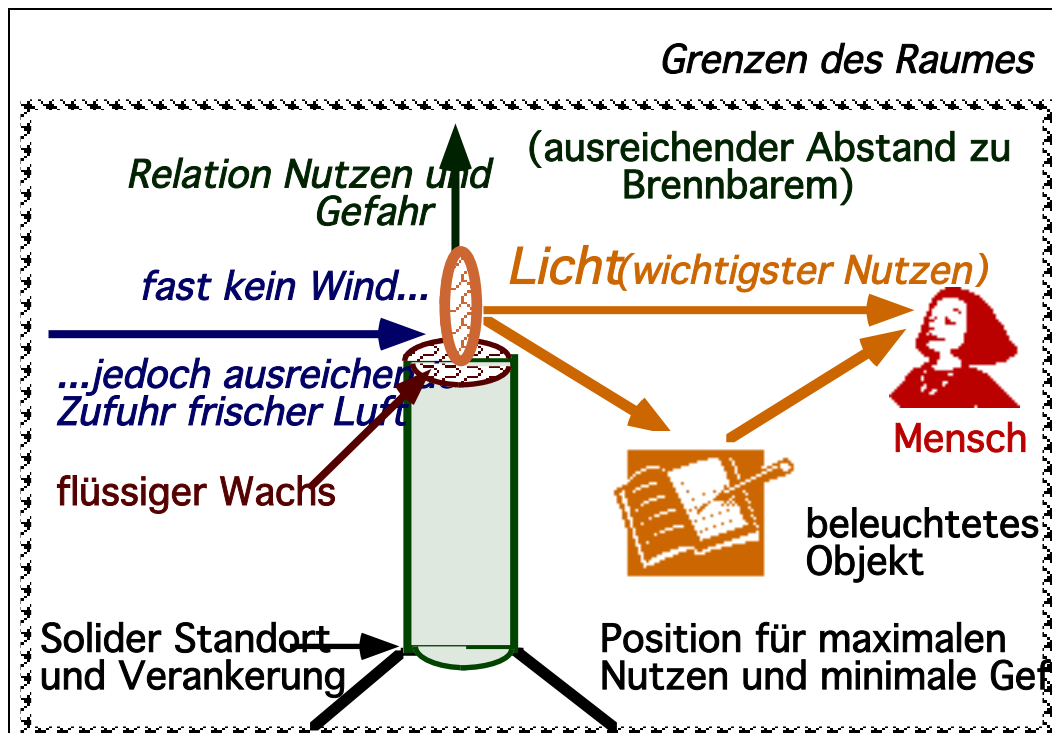 Grenzen des Raumes
(ausreichender Abstand zu
Brennbarem)
Relation Nutzen und
Gefahr
Licht(wichtigster Nutzen)
fast kein Wind...
...jedoch ausreichende
Zufuhr frischer Luft
Mensch
flüssiger Wachs
beleuchtetes
Objekt
Solider Standort
und Verankerung
Position für maximalen
Nutzen und minimale Gef